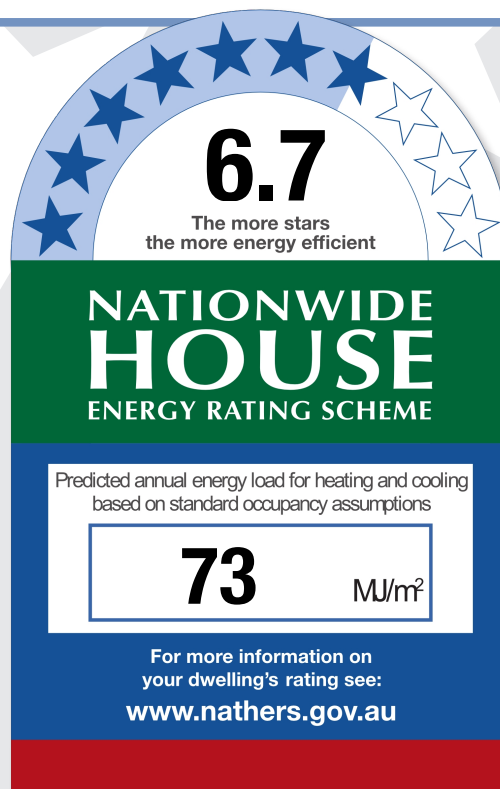 6.7
The more stars
the more energy efficient
NATIONWIDE
HOUSE
ENERGY RATING SCHEME
Predicted annual energy load for heating and cooling
based on standard occupancy assumptions
73 MJ/m²
For more information on
your dwelling's rating see:
www.nathers.gov.au